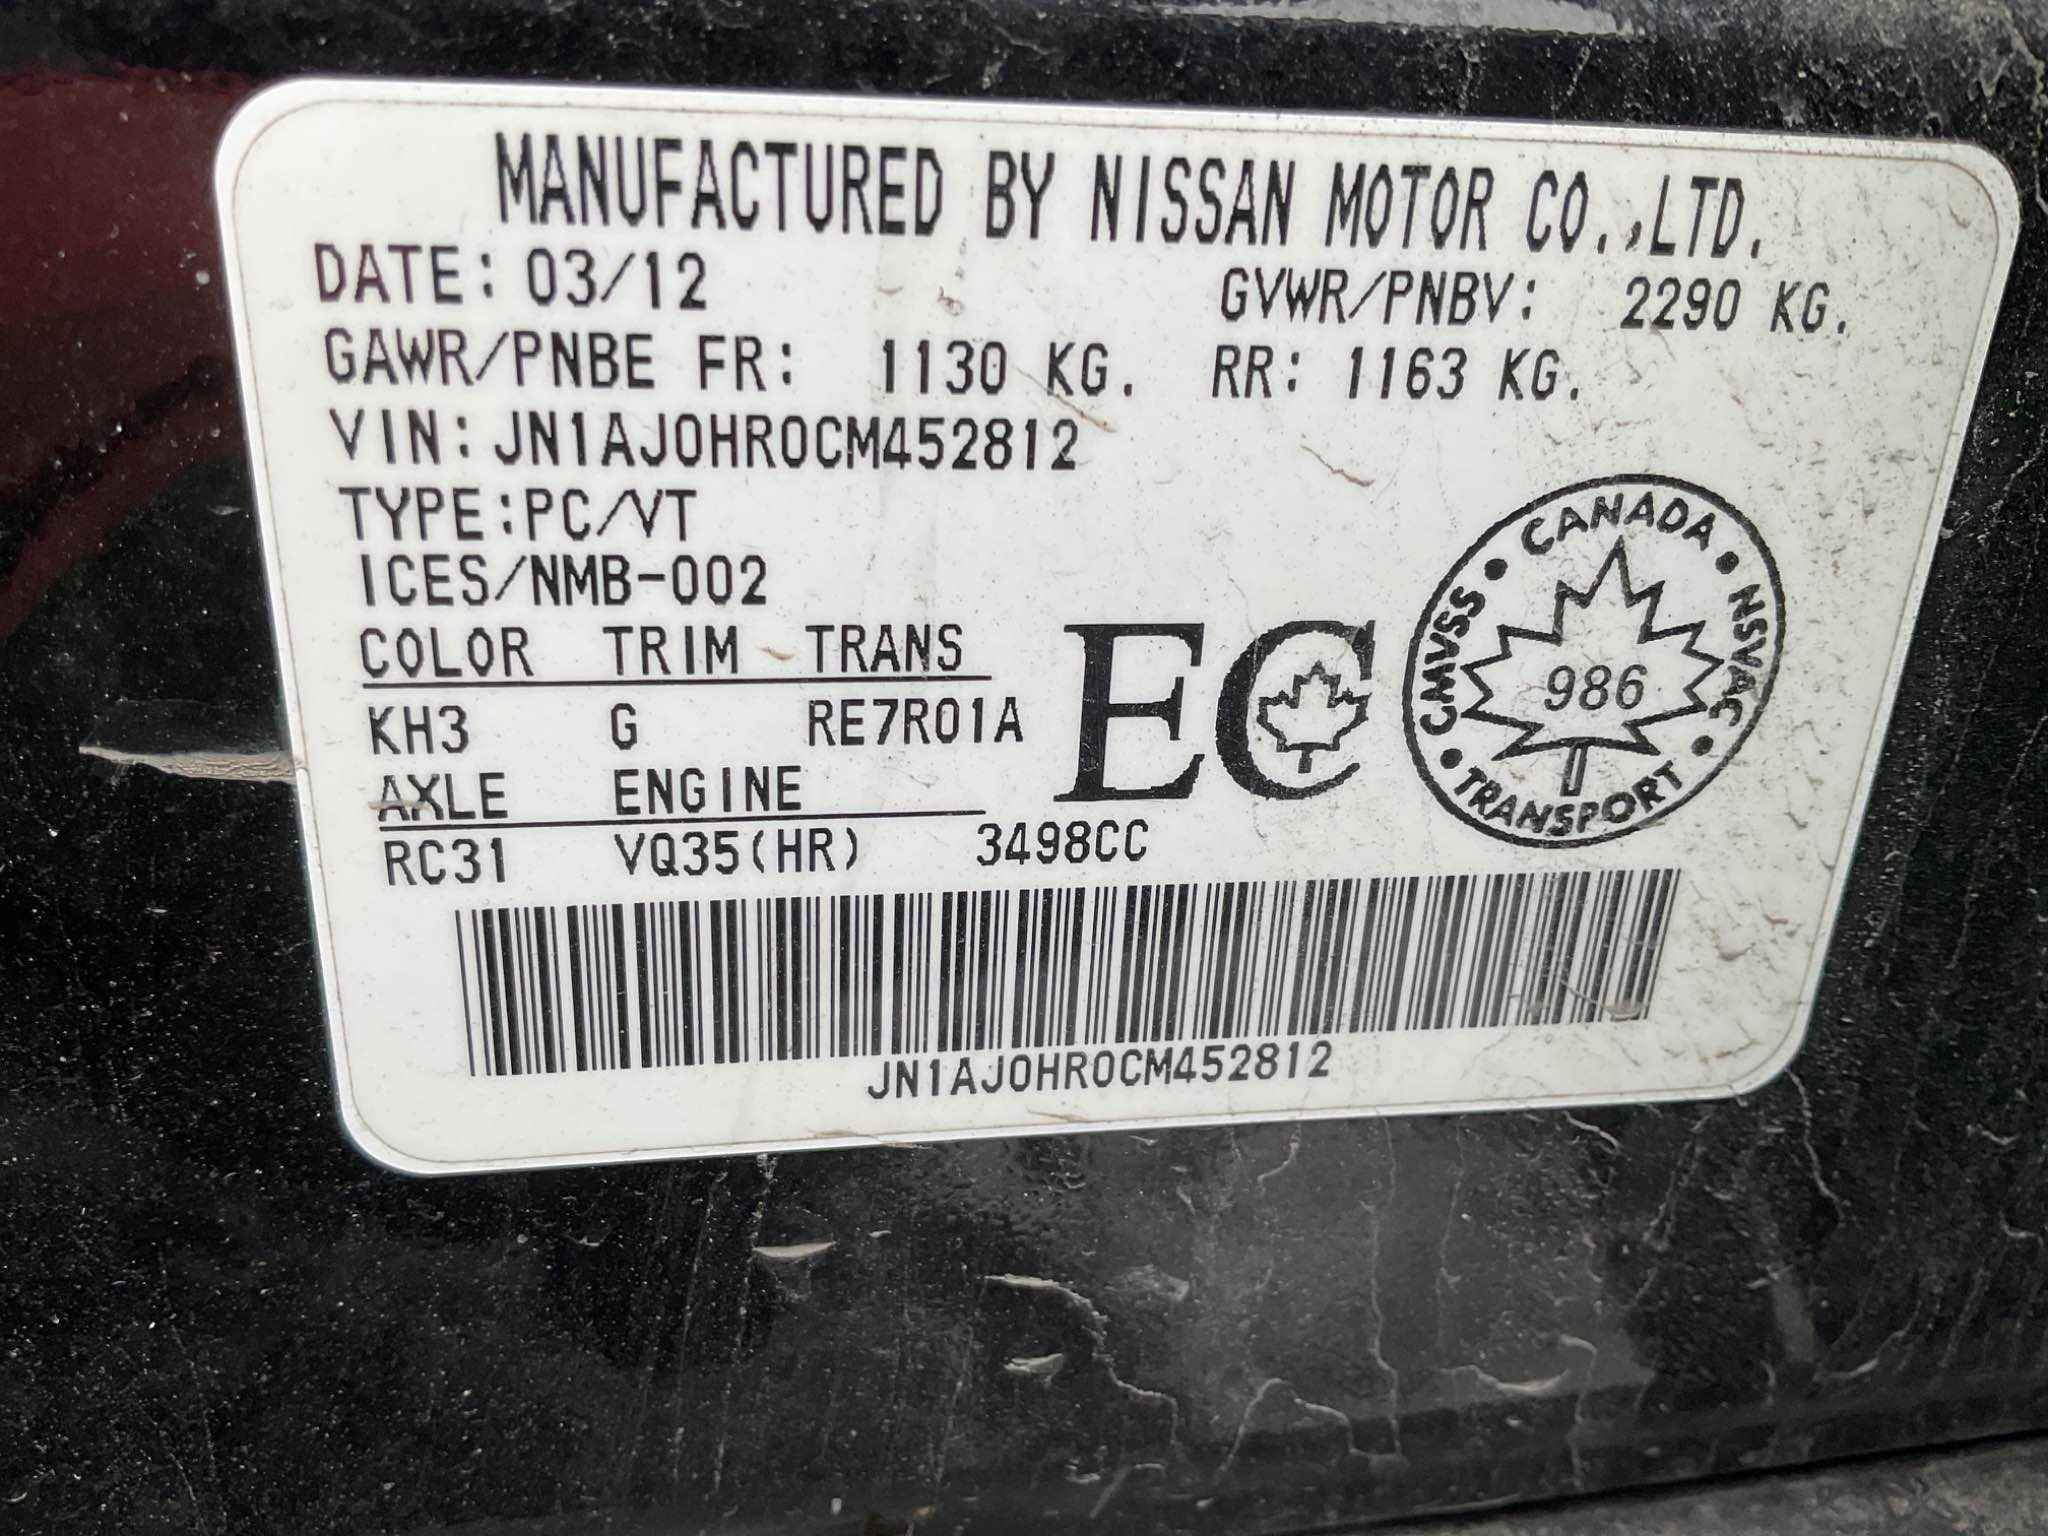 MANUFACTURED BY NISSAN MOTOR CO.,LTD.
DATE: 03/12 GVWR/PNBV: 2290 KG.
GAWR/PNBE FR: 1130 KG. RR: 1163 KG.
VIN: JN1AJ0HR0CM452812
TYPE:PC/VT
ICES/NMB-002
COLOR TRIM TRANS
KH3 G RE7R01A
AXLE ENGINE
RC31 VQ35(HR) 3498CC
EC
CANADA • NSVAC • TRANSPORT • CMVSS •
986
JN1AJ0HR0CM452812